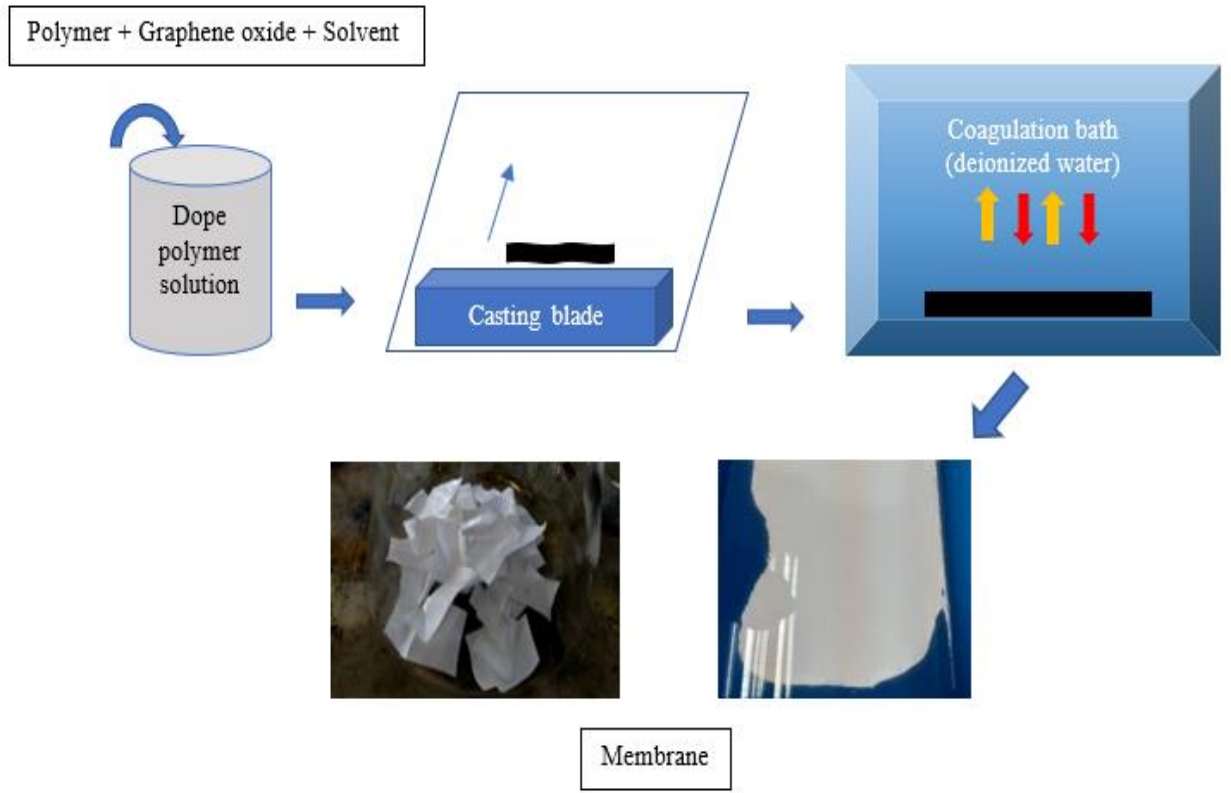 Polymer + Graphene oxide + Solvent
Dope
polymer
solution
Casting blade
Coagulation bath
(deionized water)
Membrane